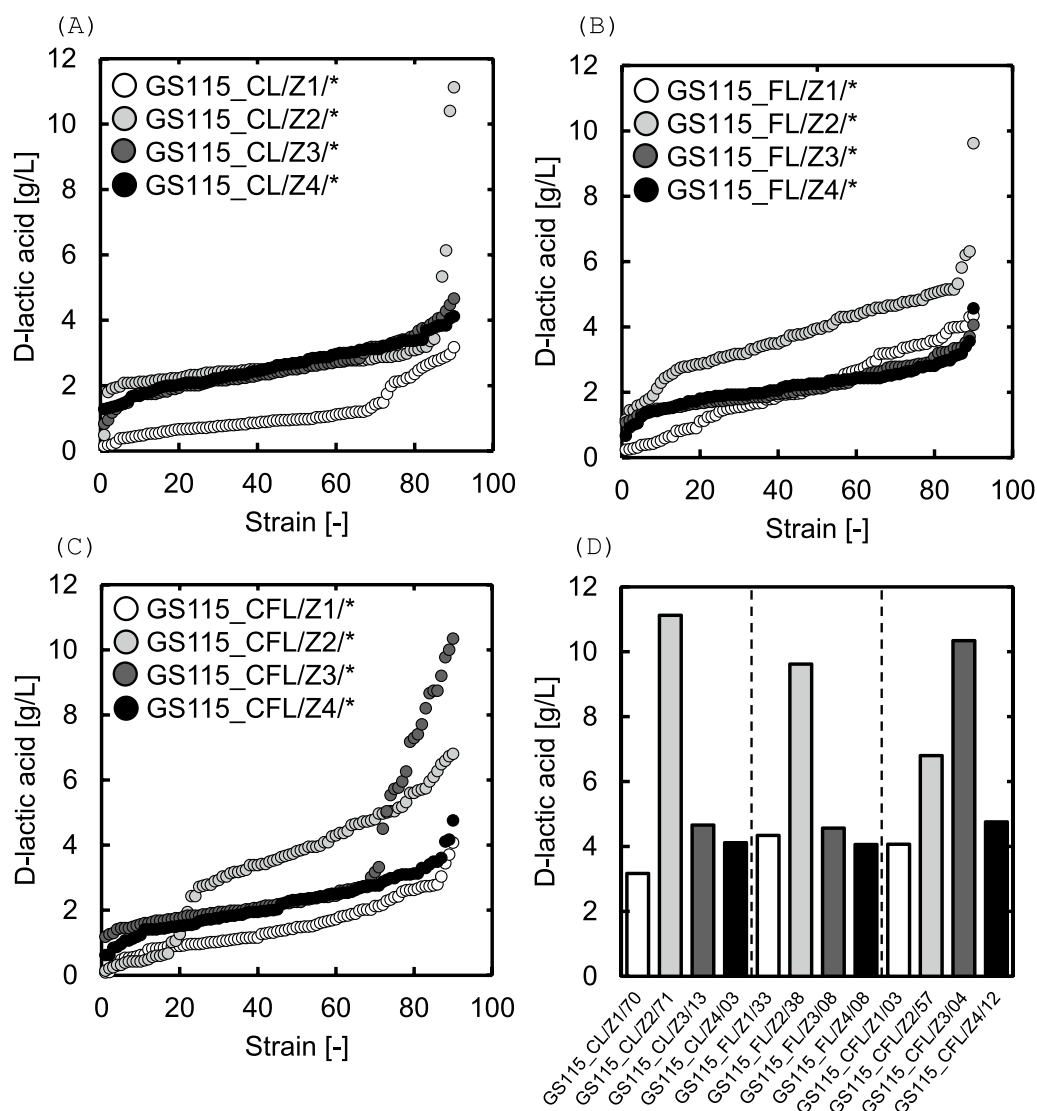 (A)
12
10
8
6
4
2
0
D-lactic acid [g/L]
GS115_CL/Z1/*
GS115_CL/Z2/*
GS115_CL/Z3/*
GS115_CL/Z4/*
0 20 40 60 80 100
Strain [-]
(B)
12
10
8
6
4
2
0
D-lactic acid [g/L]
GS115_FL/Z1/*
GS115_FL/Z2/*
GS115_FL/Z3/*
GS115_FL/Z4/*
0 20 40 60 80 100
Strain [-]
(C)
12
10
8
6
4
2
0
D-lactic acid [g/L]
GS115_CFL/Z1/*
GS115_CFL/Z2/*
GS115_CFL/Z3/*
GS115_CFL/Z4/*
0 20 40 60 80 100
Strain [-]
(D)
12
10
8
6
4
2
0
D-lactic acid [g/L]
GS115_CL/Z1/70
GS115_CL/Z2/71
GS115_CL/Z3/13
GS115_CL/Z4/03
GS115_FL/Z1/33
GS115_FL/Z2/38
GS115_FL/Z3/08
GS115_FL/Z4/08
GS115_CFL/Z1/03
GS115_CFL/Z2/57
GS115_CFL/Z3/04
GS115_CFL/Z4/12